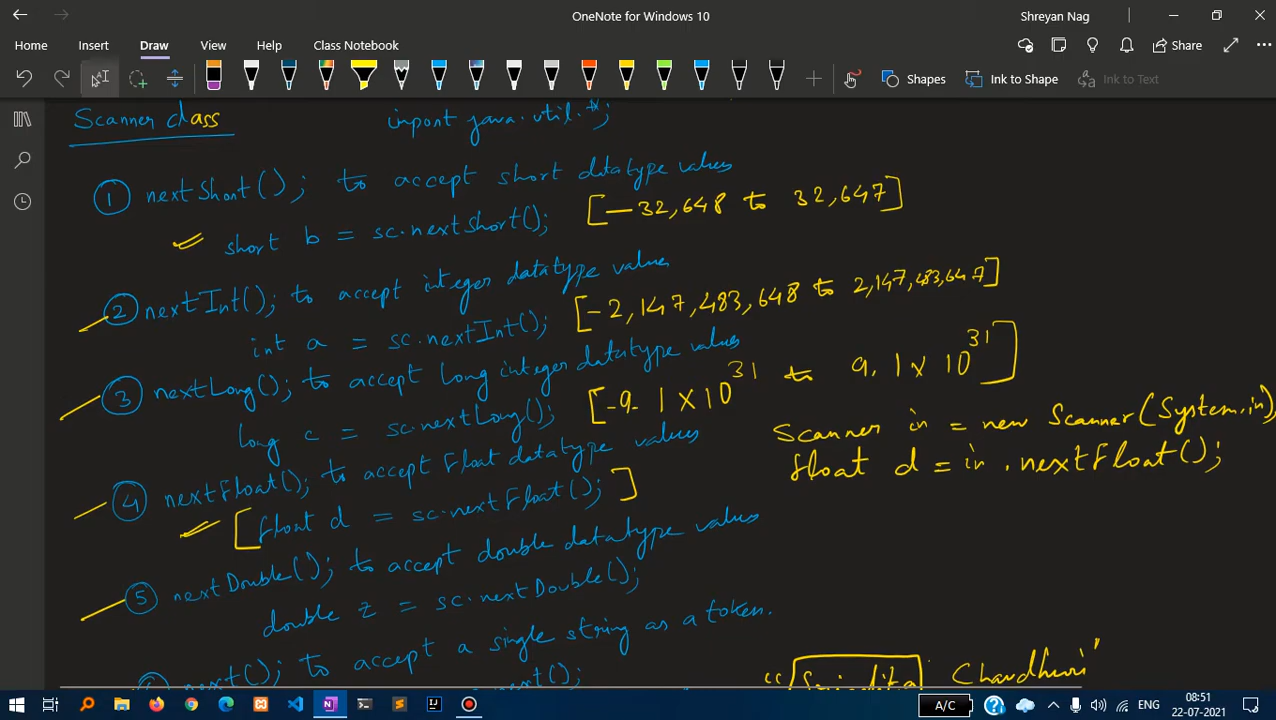 OneNote for Windows 10
Shreyan Nag
Home Insert Draw View Help Class Notebook
Share
Shapes Ink to Shape Ink to Text
Scanner class
import java.util.*;
1 nextShort(); to accept short datatype values
short b = sc.nextShort();
[-32,648 to 32,647]
2 nextInt(); to accept integer datatype values
int a = sc.nextInt();
[-2,147,483,648 to 2,147,483,647]
3 nextLong(); to accept Long integer datatype values
long c = sc.nextLong();
[-9.1 X 10^31 to 9.1 X 10^31]
Scanner in = new Scanner(System.in);
float d = in.nextFloat();
4 nextFloat(); to accept Float datatype values
[float d = sc.nextFloat();]
5 nextDouble(); to accept double datatype values
double z = sc.nextDouble();
next(); to accept a single string as a token.
next();
Chaudhuri"
A/C
ENG
08:51
22-07-2021